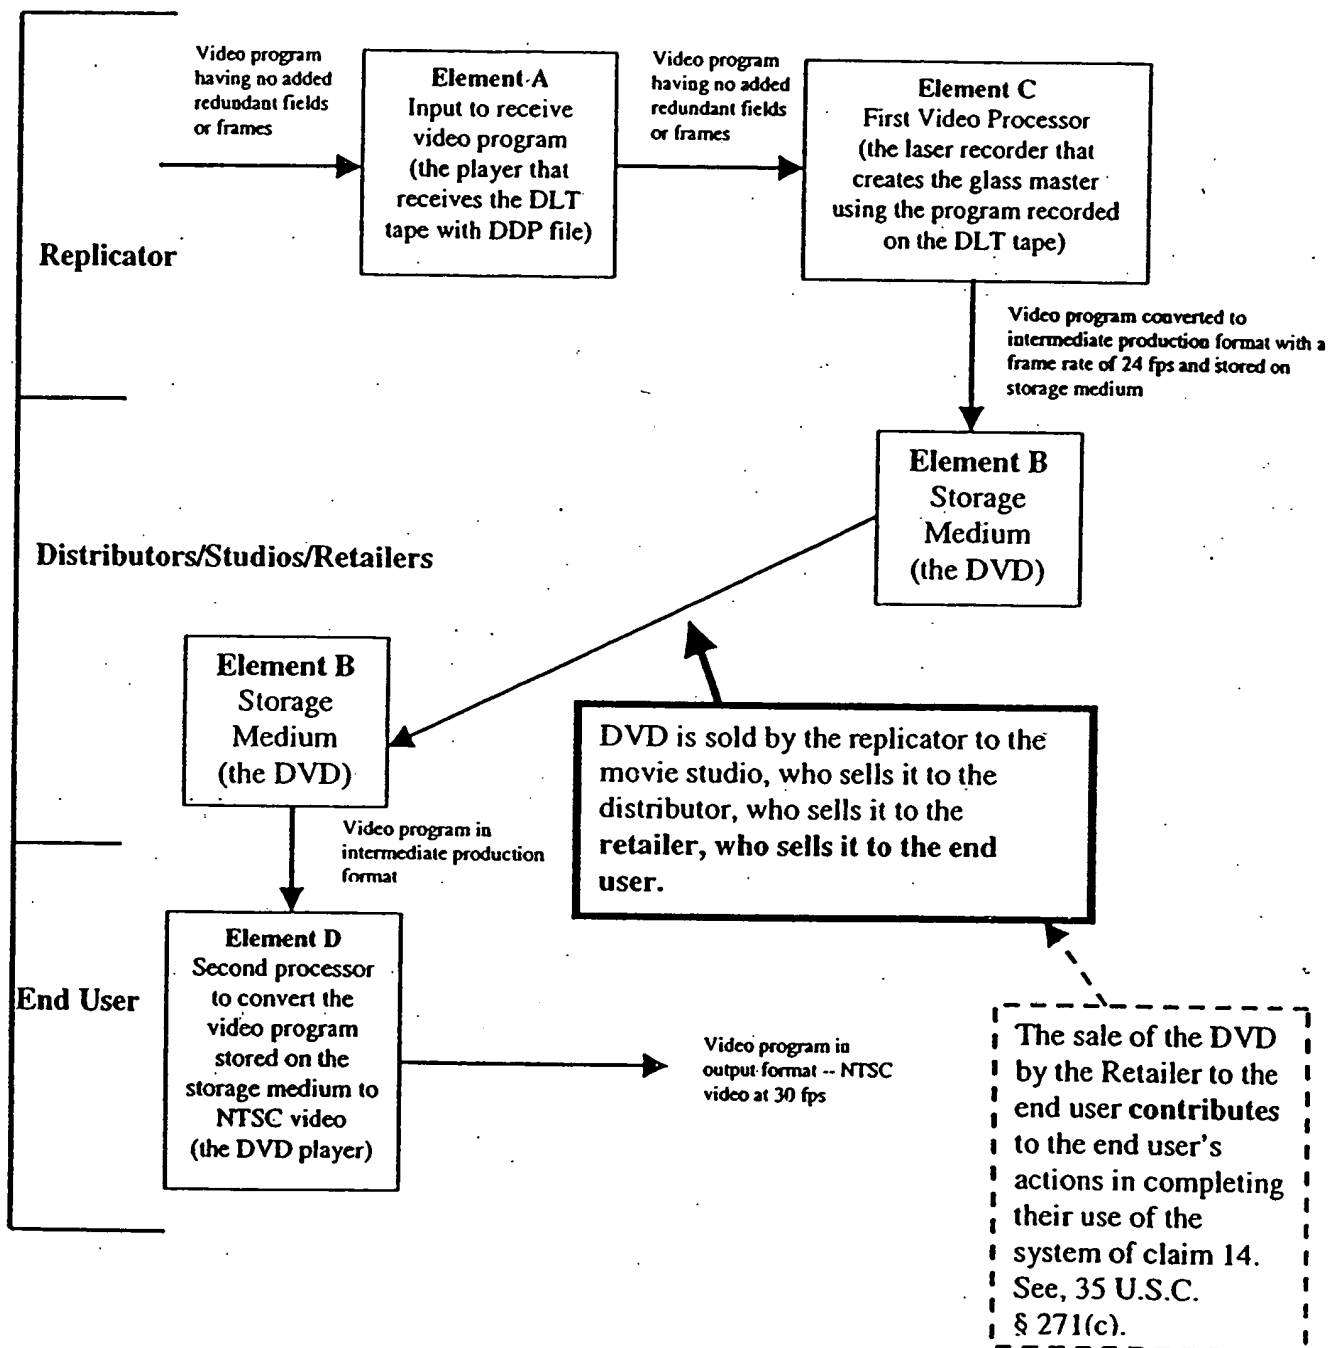 Video program
having no added
redundant fields
or frames
Element A
Input to receive
video program
(the player that
receives the DLT
tape with DDP file)
Video program
having no added
redundant fields
or frames
Element C
First Video Processor
(the laser recorder that
creates the glass master
using the program recorded
on the DLT tape)
Replicator
Video program converted to
intermediate production format with a
frame rate of 24 fps and stored on
storage medium
Element B
Storage
Medium
(the DVD)
Distributors/Studios/Retailers
Element B
Storage
Medium
(the DVD)
DVD is sold by the replicator to the
movie studio, who sells it to the
distributor, who sells it to the
retailer, who sells it to the end
user.
Video program in
intermediate production
format
End User
Element D
Second processor
to convert the
video program
stored on the
storage medium to
NTSC video
(the DVD player)
Video program in
output format -- NTSC
video at 30 fps
The sale of the DVD
by the Retailer to the
end user contributes
to the end user's
actions in completing
their use of the
system of claim 14.
See, 35 U.S.C.
§ 271(c).